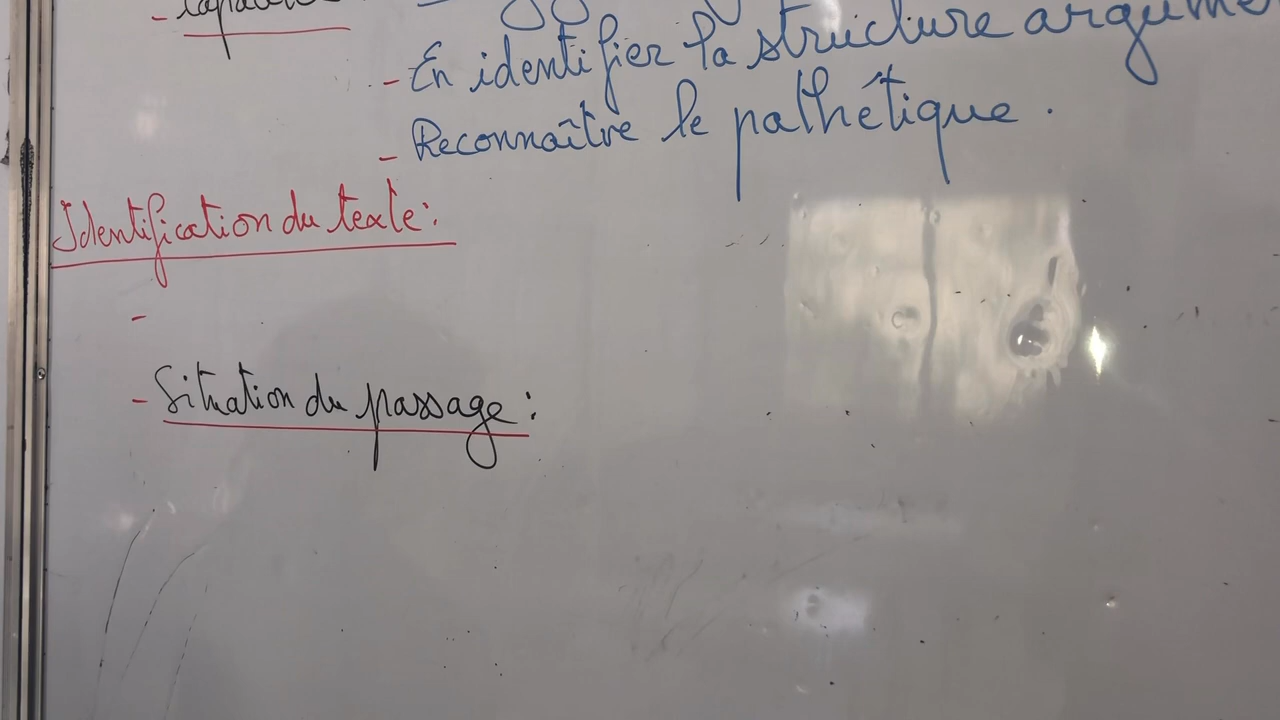 - En identifier la structure
- Reconnaître le pathétique.
Identification du texte:
-
- Situation du passage: